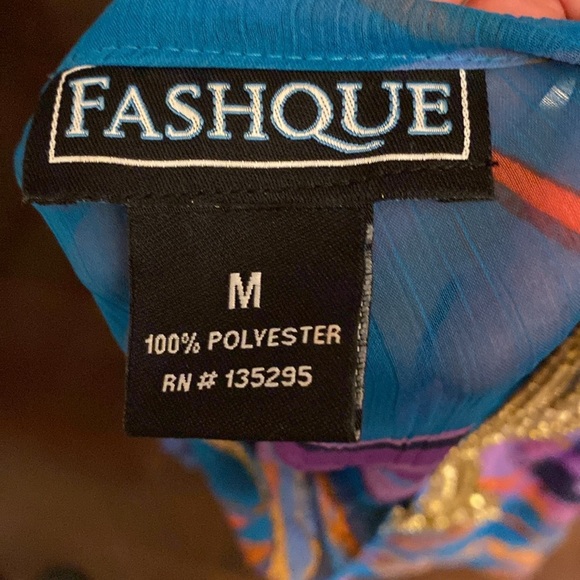 FASHQUE
M
100% POLYESTER
RN # 135295